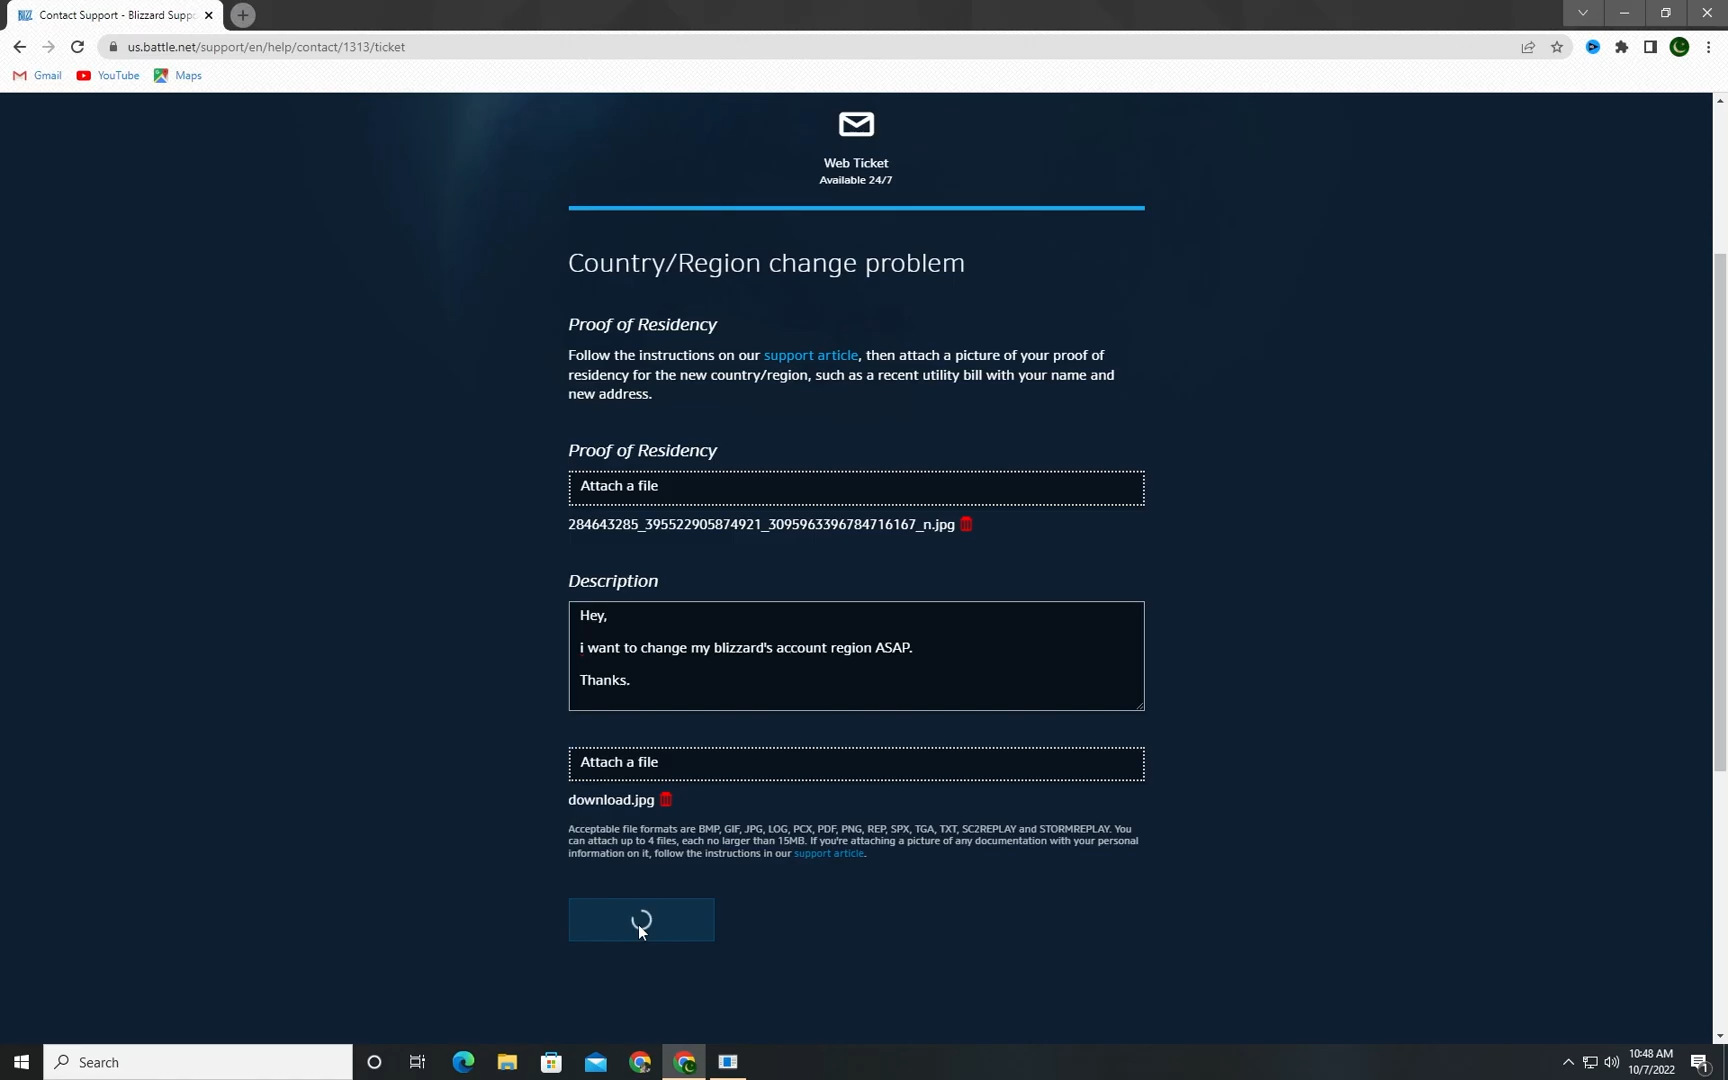 Contact Support - Blizzard Suppo
us.battle.net/support/en/help/contact/1313/ticket
Gmail YouTube Maps
Web Ticket
Available 24/7
Country/Region change problem
Proof of Residency
Follow the instructions on our support article, then attach a picture of your proof of
residency for the new country/region, such as a recent utility bill with your name and
new address.
Proof of Residency
Attach a file
284643285_395522905874921_3095963396784716167_n.jpg
Description
Hey,
i want to change my blizzard's account region ASAP.
Thanks.
Attach a file
download.jpg
Acceptable file formats are BMP, GIF, JPG, LOG, PCX, PDF, PNG, REP, SPX, TGA, TXT, SC2REPLAY and STORMREPLAY. You
can attach up to 4 files, each no larger than 15MB. If you're attaching a picture of any documentation with your personal
information on it, follow the instructions in our support article.
Search
10:48 AM
10/7/2022
1